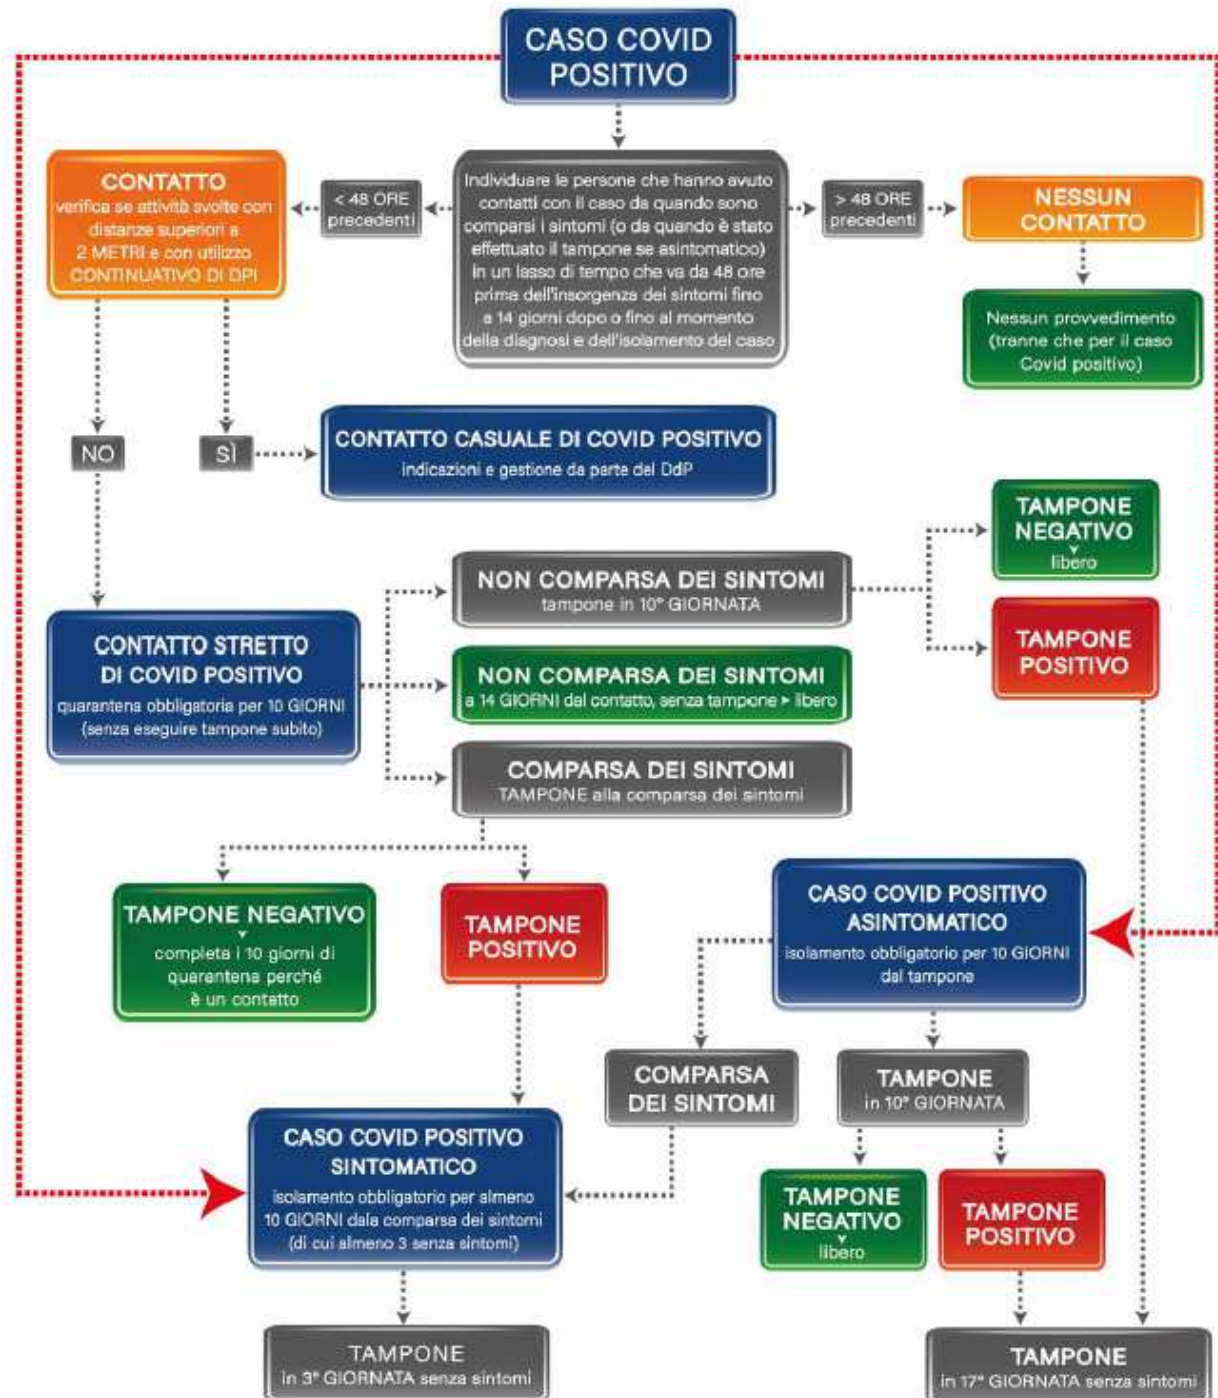 CASO COVID
POSITIVO
CONTATTO
verifica se attività svolte con
distanze superiori a
2 METRI e con utilizzo
CONTINUATIVO DI DPI
< 48 ORE
precedenti
Individuare le persone che hanno avuto
contatti con il caso da quando sono
comparsi i sintomi (o da quando è stato
effettuato il tampone se asintomatico)
in un lasso di tempo che va da 48 ore
prima dell'insorgenza dei sintomi fino
a 14 giorni dopo o fino al momento
della diagnosi e dell'isolamento del caso
> 48 ORE
precedenti
NESSUN
CONTATTO
Nessun provvedimento
(tranne che per il caso
Covid positivo)
NO
SÌ
CONTATTO CASUALE DI COVID POSITIVO
indicazioni e gestione da parte del DdP
TAMPONE
NEGATIVO
libero
NON COMPARSA DEI SINTOMI
tampone in 10° GIORNATA
TAMPONE
POSITIVO
CONTATTO STRETTO
DI COVID POSITIVO
quarantena obbligatoria per 10 GIORNI
(senza eseguire tampone subito)
NON COMPARSA DEI SINTOMI
a 14 GIORNI dal contatto, senza tampone ▸ libero
COMPARSA DEI SINTOMI
TAMPONE alla comparsa dei sintomi
TAMPONE NEGATIVO
completa i 10 giorni di
quarantena perché
è un contatto
TAMPONE
POSITIVO
CASO COVID POSITIVO
ASINTOMATICO
isolamento obbligatorio per 10 GIORNI
dal tampone
COMPARSA
DEI SINTOMI
TAMPONE
in 10° GIORNATA
CASO COVID POSITIVO
SINTOMATICO
isolamento obbligatorio per almeno
10 GIORNI dala comparsa dei sintomi
(di cui almeno 3 senza sintomi)
TAMPONE
NEGATIVO
libero
TAMPONE
POSITIVO
TAMPONE
in 3° GIORNATA senza sintomi
TAMPONE
in 17° GIORNATA senza sintomi